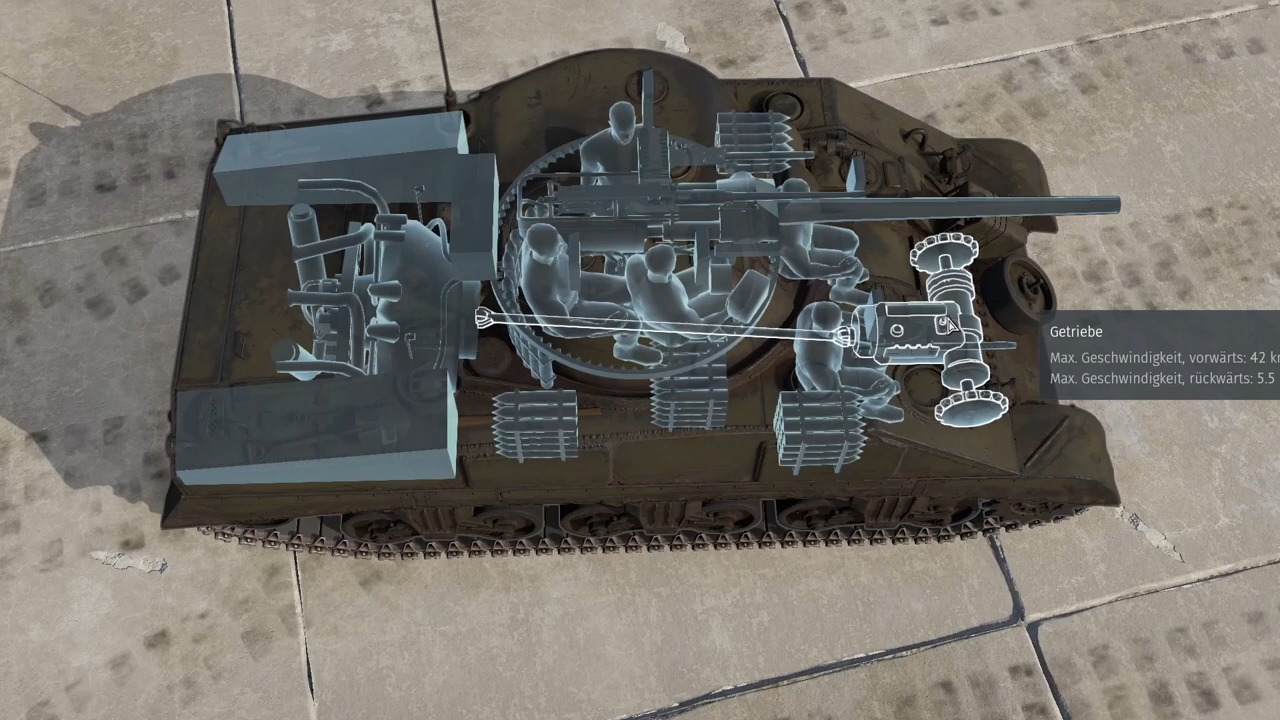 Getriebe
Max. Geschwindigkeit, vorwärts: 42
Max. Geschwindigkeit, rückwärts: 5.5